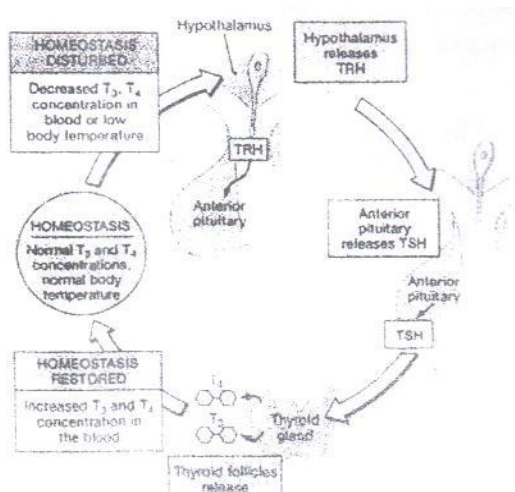 HOMEOSTASIS
DISTURBED
Decreased T3, T4
concentration in
blood or low
body temperature
Hypothalamus
TRH
Anterior
pituitary
Hypothalamus
releases
TRH
Anterior
pituitary
releases TSH
Anterior
pituitary
TSH
HOMEOSTASIS
Normal T3 and T4
concentrations,
normal body
temperature
HOMEOSTASIS
RESTORED
Increased T3 and T4
concentration in
the blood
T4
T3
Thyroid
gland
Thyroid follicles
release